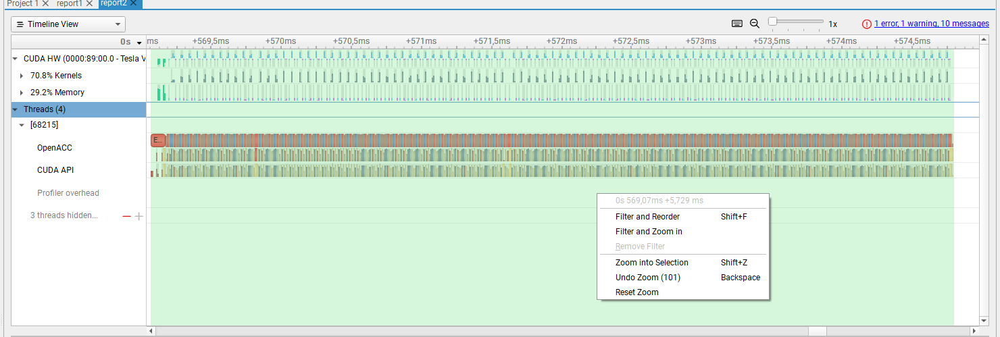 Project 1 report1 report2
Timeline View 1x 1 error, 1 warning, 10 messages
0s ms +569,5ms +570ms +570,5ms +571ms +571,5ms +572ms +572,5ms +573ms +573,5ms +574ms +574,5ms
CUDA HW (0000:89:00.0 - Tesla V
70.8% Kernels
29.2% Memory
Threads (4)
[68215]
E...
OpenACC
CUDA API
Profiler overhead
3 threads hidden...
0s 569,07ms +5,729 ms
Filter and Reorder Shift+F
Filter and Zoom in
Remove Filter
Zoom into Selection Shift+Z
Undo Zoom (101) Backspace
Reset Zoom